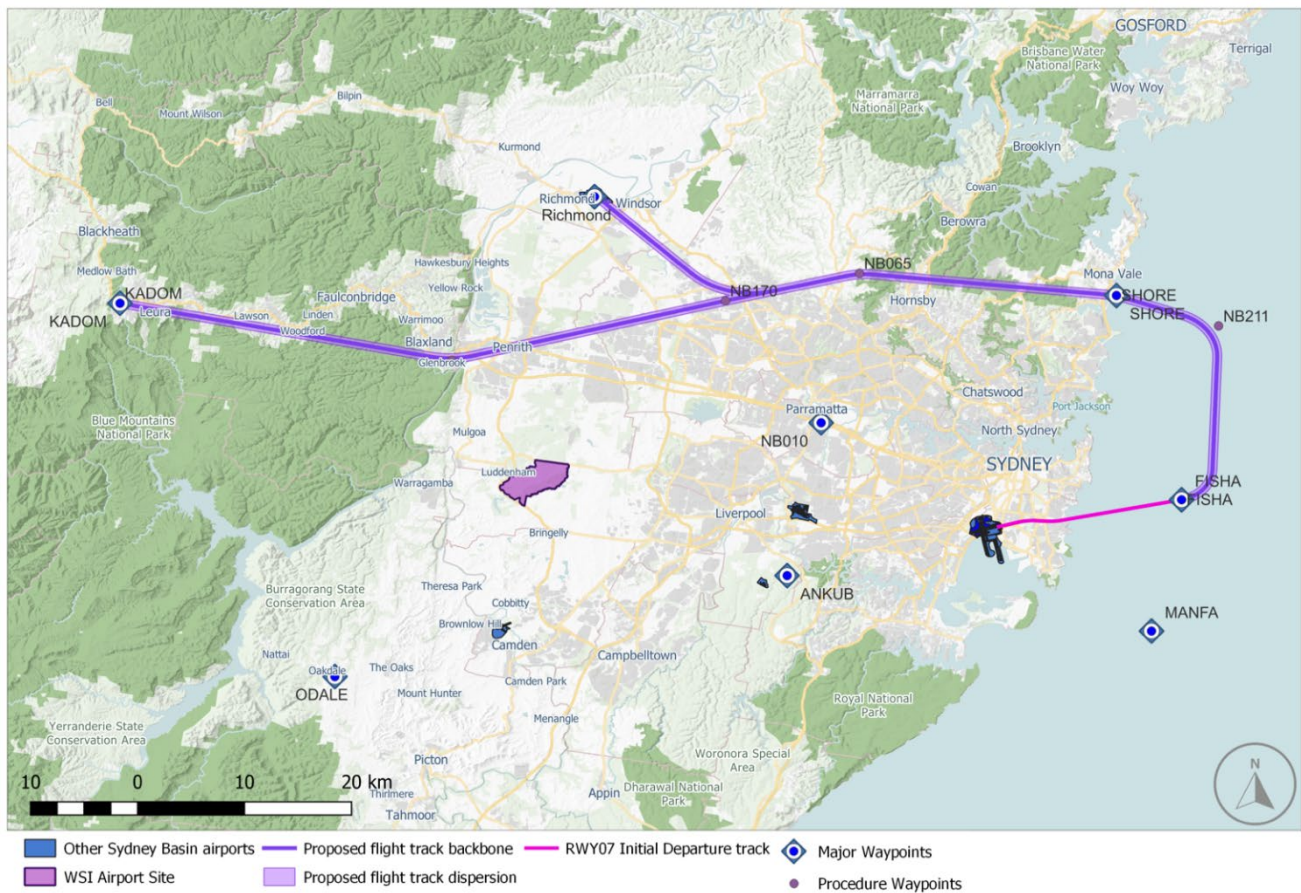 GOSFORD
Brisbane Water
National Park
Terrigal
Bell
Mount Wilson
Bilpin
Marramarra
National Park
Woy Woy
Kurmond
Brooklyn
Cowan
Richmond
Windsor
Richmond
Berowra
Blackheath
Medlow Bath
Hawkesbury Heights
Yellow Rock
NB065
Mona Vale
KADOM
KADOM
Leura
Faulconbridge
Linden
Lawson
Woodford
Warrimoo
Blaxland
Glenbrook
Penrith
NB170
Hornsby
SHORE
SHORE
NB211
Chatswood
Blue Mountains
National Park
Mulgoa
Parramatta
NB010
Port Jackson
North Sydney
SYDNEY
Luddenham
Warragamba
FISHA
FISHA
Liverpool
Bringelly
Burragorang State
Conservation Area
Theresa Park
Cobbitty
Brownlow Hill
Camden
ANKUB
MANFA
Nattai
Oakdale
ODALE
The Oaks
Mount Hunter
Camden Park
Campbelltown
Menangle
Royal National
Park
Yerranderie State
Conservation Area
Picton
Woronora Special
Area
Thirlmere
Tahmoor
Appin
Dharawal National
Park
10 0 10 20 km
N
Other Sydney Basin airports
Proposed flight track backbone
RWY07 Initial Departure track
Major Waypoints
WSI Airport Site
Proposed flight track dispersion
Procedure Waypoints